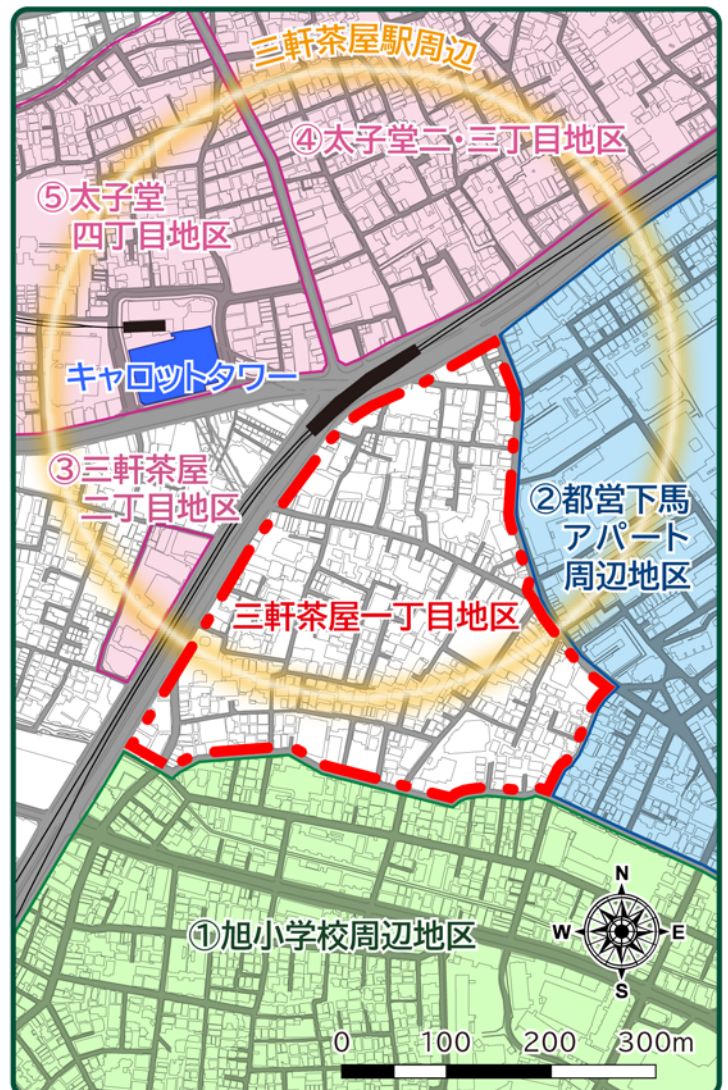 三軒茶屋駅周辺
④太子堂二・三丁目地区
⑤太子堂
四丁目地区
キャロットタワー
③三軒茶屋
二丁目地区
②都営下馬
アパート
周辺地区
三軒茶屋一丁目地区
①旭小学校周辺地区
N
W
E
S
0 100 200 300m